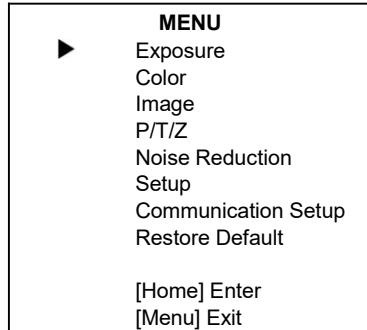 MENU
Exposure
Color
Image
P/T/Z
Noise Reduction
Setup
Communication Setup
Restore Default
[Home] Enter
[Menu] Exit